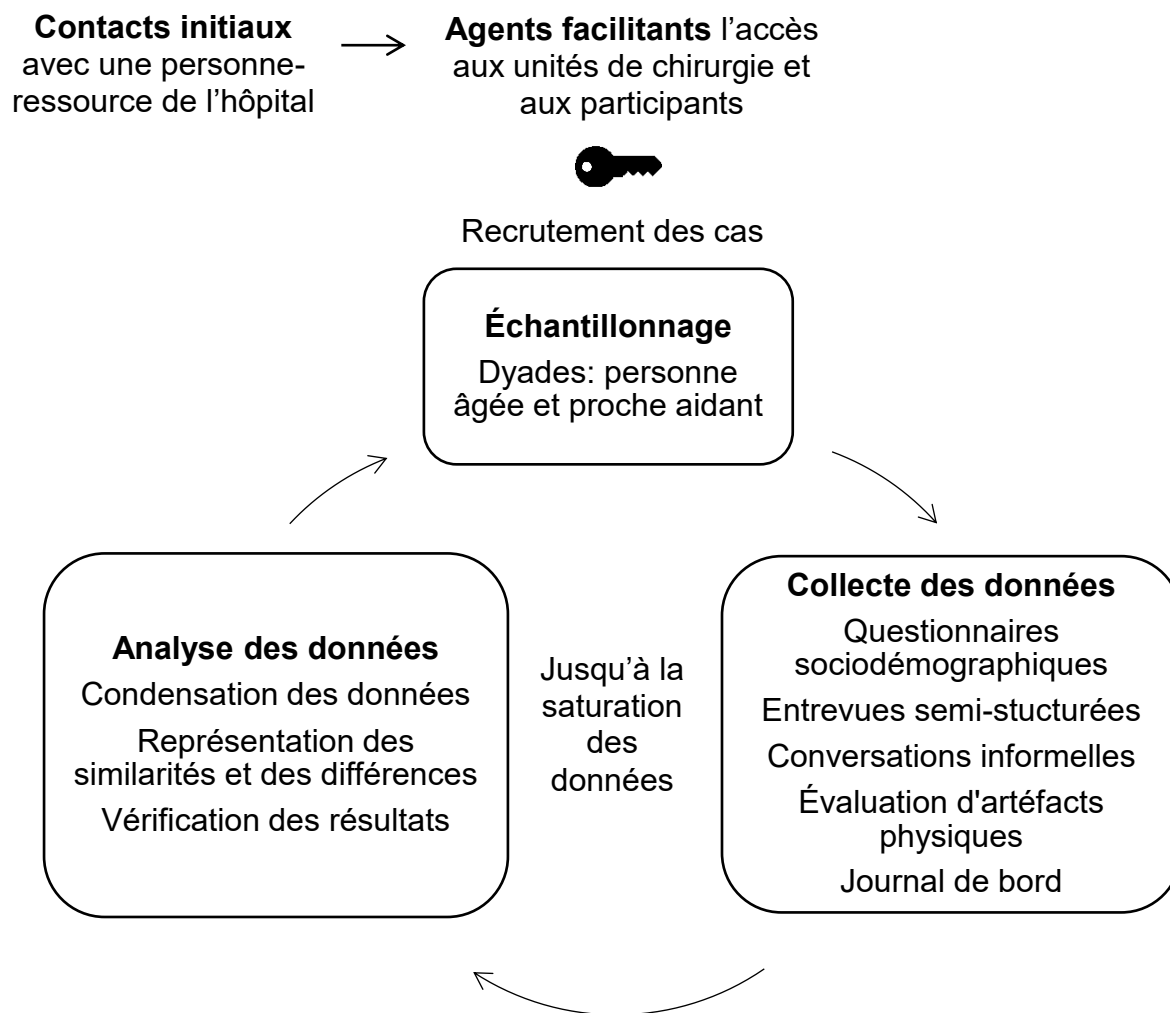 Contacts initiaux
avec une personne-
ressource de l'hôpital
Agents facilitants l'accès
aux unités de chirurgie et
aux participants
Recrutement des cas
Échantillonnage
Dyades: personne
âgée et proche aidant
Collecte des données
Questionnaires
sociodémographiques
Entrevues semi-stucturées
Conversations informelles
Évaluation d'artéfacts
physiques
Journal de bord
Analyse des données
Condensation des données
Représentation des
similarités et des différences
Vérification des résultats
Jusqu'à la
saturation
des
données